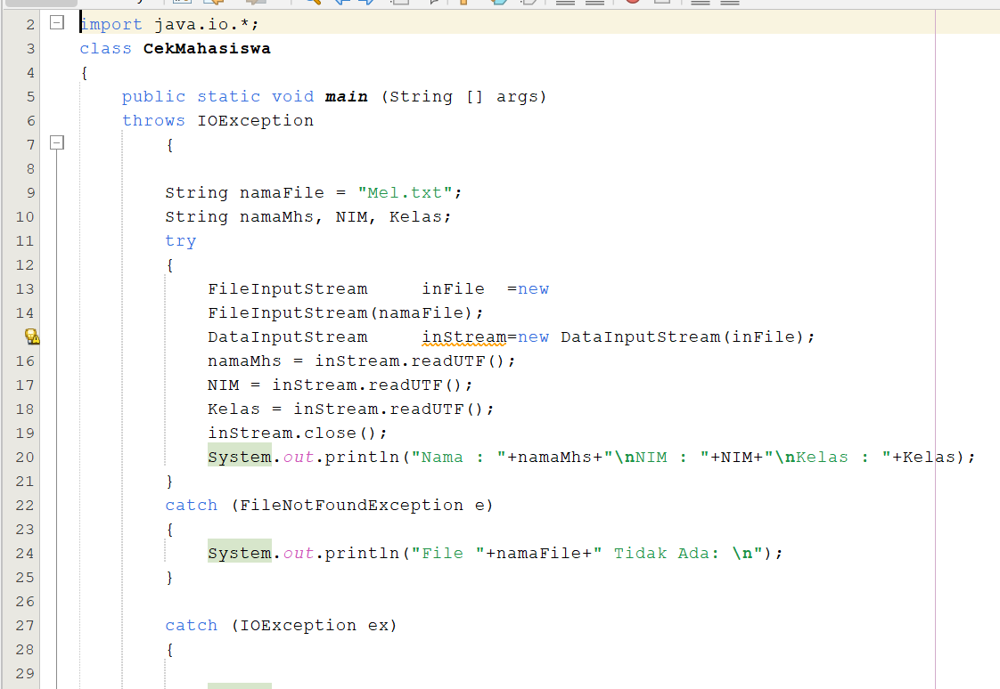 2 import java.io.*;
3 class CekMahasiswa
4 {
5 public static void main (String [] args)
6 throws IOException
7 {
8
9 String namaFile = "Mel.txt";
10 String namaMhs, NIM, Kelas;
11 try
12 {
13 FileInputStream inFile =new
14 FileInputStream(namaFile);
DataInputStream inStream=new DataInputStream(inFile);
16 namaMhs = inStream.readUTF();
17 NIM = inStream.readUTF();
18 Kelas = inStream.readUTF();
19 inStream.close();
20 System.out.println("Nama : "+namaMhs+"\nNIM : "+NIM+"\nKelas : "+Kelas);
21 }
22 catch (FileNotFoundException e)
23 {
24 System.out.println("File "+namaFile+" Tidak Ada: \n");
25 }
26
27 catch (IOException ex)
28 {
29